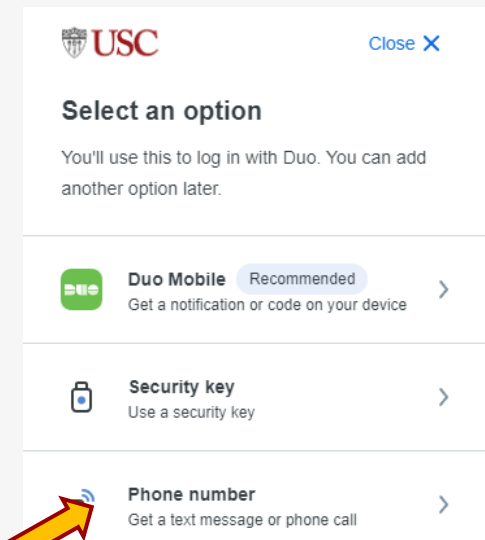 USC
Close
Select an option
You'll use this to log in with Duo. You can add
another option later.
DUO
Duo Mobile Recommended
Get a notification or code on your device
Security key
Use a security key
Phone number
Get a text message or phone call